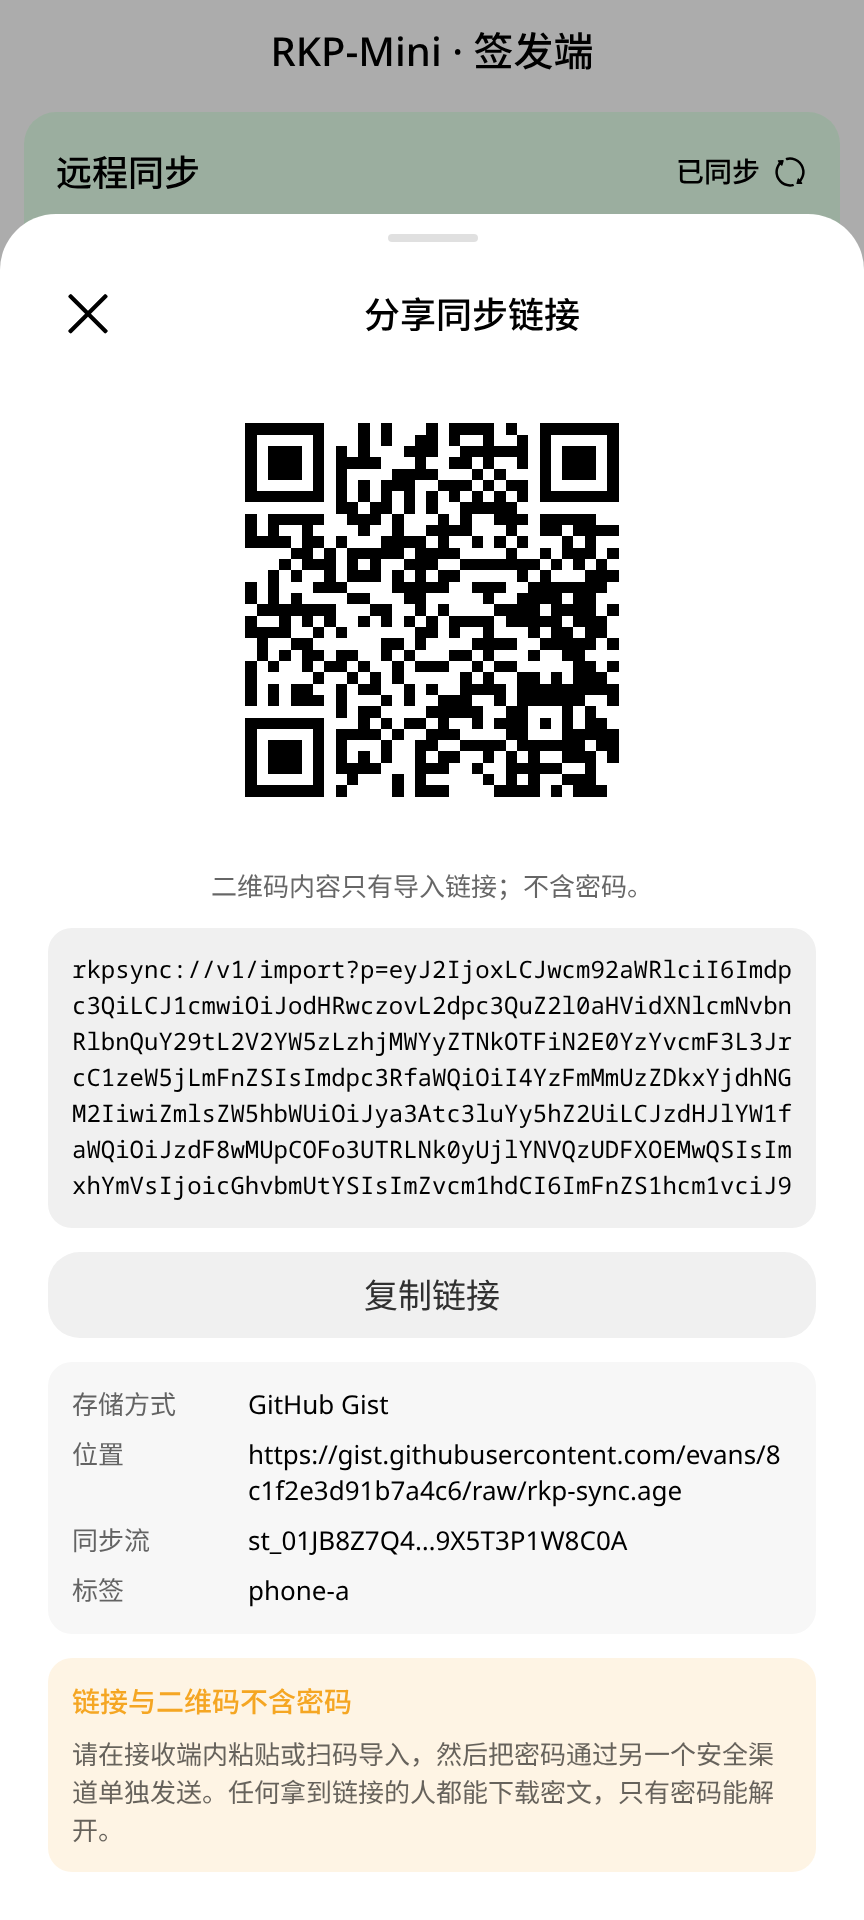 RKP-Mini · 签发端
远程同步
已同步
分享同步链接
二维码内容只有导入链接；不含密码。
rkpsync://v1/import?p=eyJ2IjoxLCJwcm92aWRlciI6Imdp
c3QiLCJ1cmwiOiJodHRwczovL2dpc3QuZ2l0aHVidXNlcmNvbn
RlbnQuY29tL2V2YW5zLzhjMWYyZTNkOTFiN2E0YzYvcmF3L3Jr
cC1zeW5jLmFnZSIsImdpc3RfaWQiOiI4YzFmMmUzZDkxYjdhNG
M2IiwiZmlsZW5hbWUiOiJya3Atc3luYy5hZ2UiLCJzdHJlYW1f
aWQiOiJzdF8wMUpCOFo3UTRLNk0yUjlYNVQzUDFXOEMwQSIsIm
xhYmVsIjoicGhvbmUtYSIsImZvcm1hdCI6ImFnZS1hcm1vciJ9
复制链接
存储方式 GitHub Gist
位置 https://gist.githubusercontent.com/evans/8
c1f2e3d91b7a4c6/raw/rkp-sync.age
同步流 st_01JB8Z7Q4…9X5T3P1W8C0A
标签 phone-a
链接与二维码不含密码
请在接收端内粘贴或扫码导入，然后把密码通过另一个安全渠
道单独发送。任何拿到链接的人都能下载密文，只有密码能解
开。